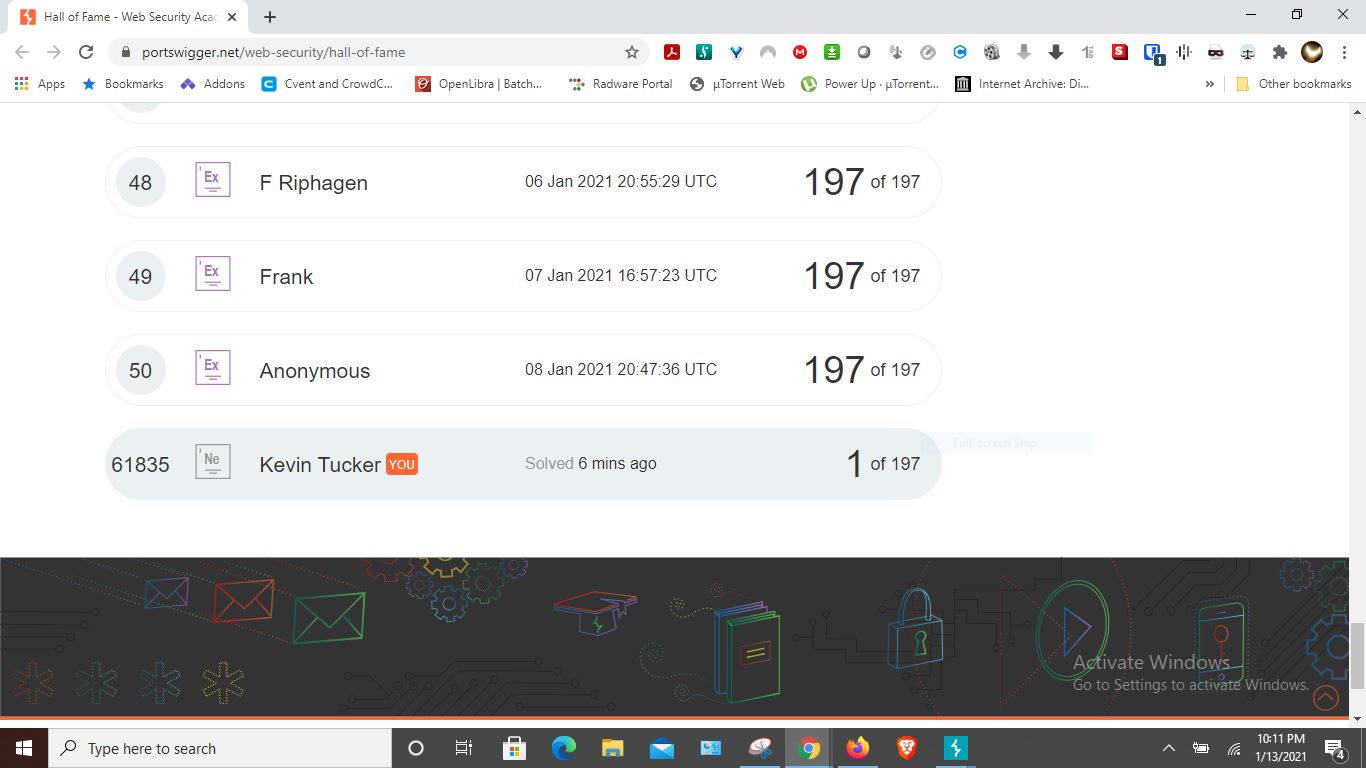 Hall of Fame - Web Security Aca
portswigger.net/web-security/hall-of-fame
1
Apps Bookmarks Addons Cvent and CrowdC... OpenLibra | Batch... Radware Portal µTorrent Web Power Up · µTorrent... Internet Archive: Di... » Other bookmarks
48 Ex F Riphagen 06 Jan 2021 20:55:29 UTC 197 of 197
49 Ex Frank 07 Jan 2021 16:57:23 UTC 197 of 197
50 Ex Anonymous 08 Jan 2021 20:47:36 UTC 197 of 197
Full-screen Snip
61835 Ne Kevin Tucker YOU Solved 6 mins ago 1 of 197
Activate Windows
Go to Settings to activate Windows.
Type here to search
10:11 PM
1/13/2021
4